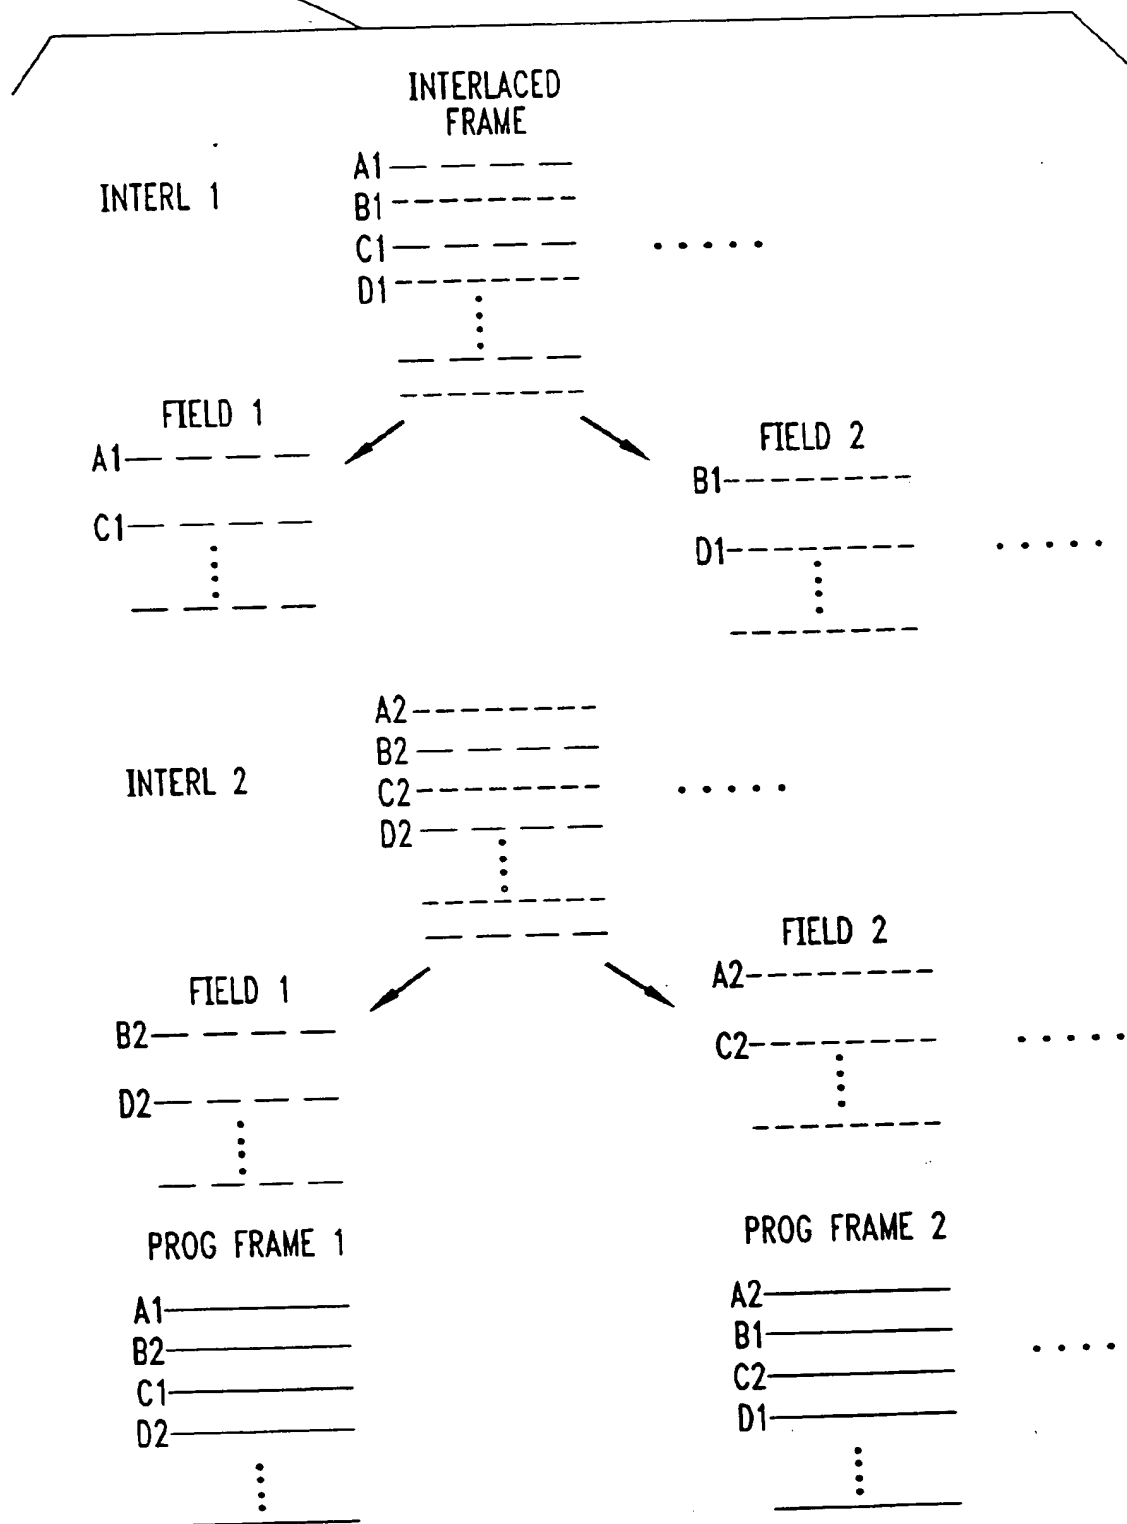 INTERLACED
FRAME
INTERL 1
A1
B1
C1
D1
FIELD 1
A1
C1
FIELD 2
B1
D1
INTERL 2
A2
B2
C2
D2
FIELD 1
B2
D2
FIELD 2
A2
C2
PROG FRAME 1
A1
B2
C1
D2
PROG FRAME 2
A2
B1
C2
D1